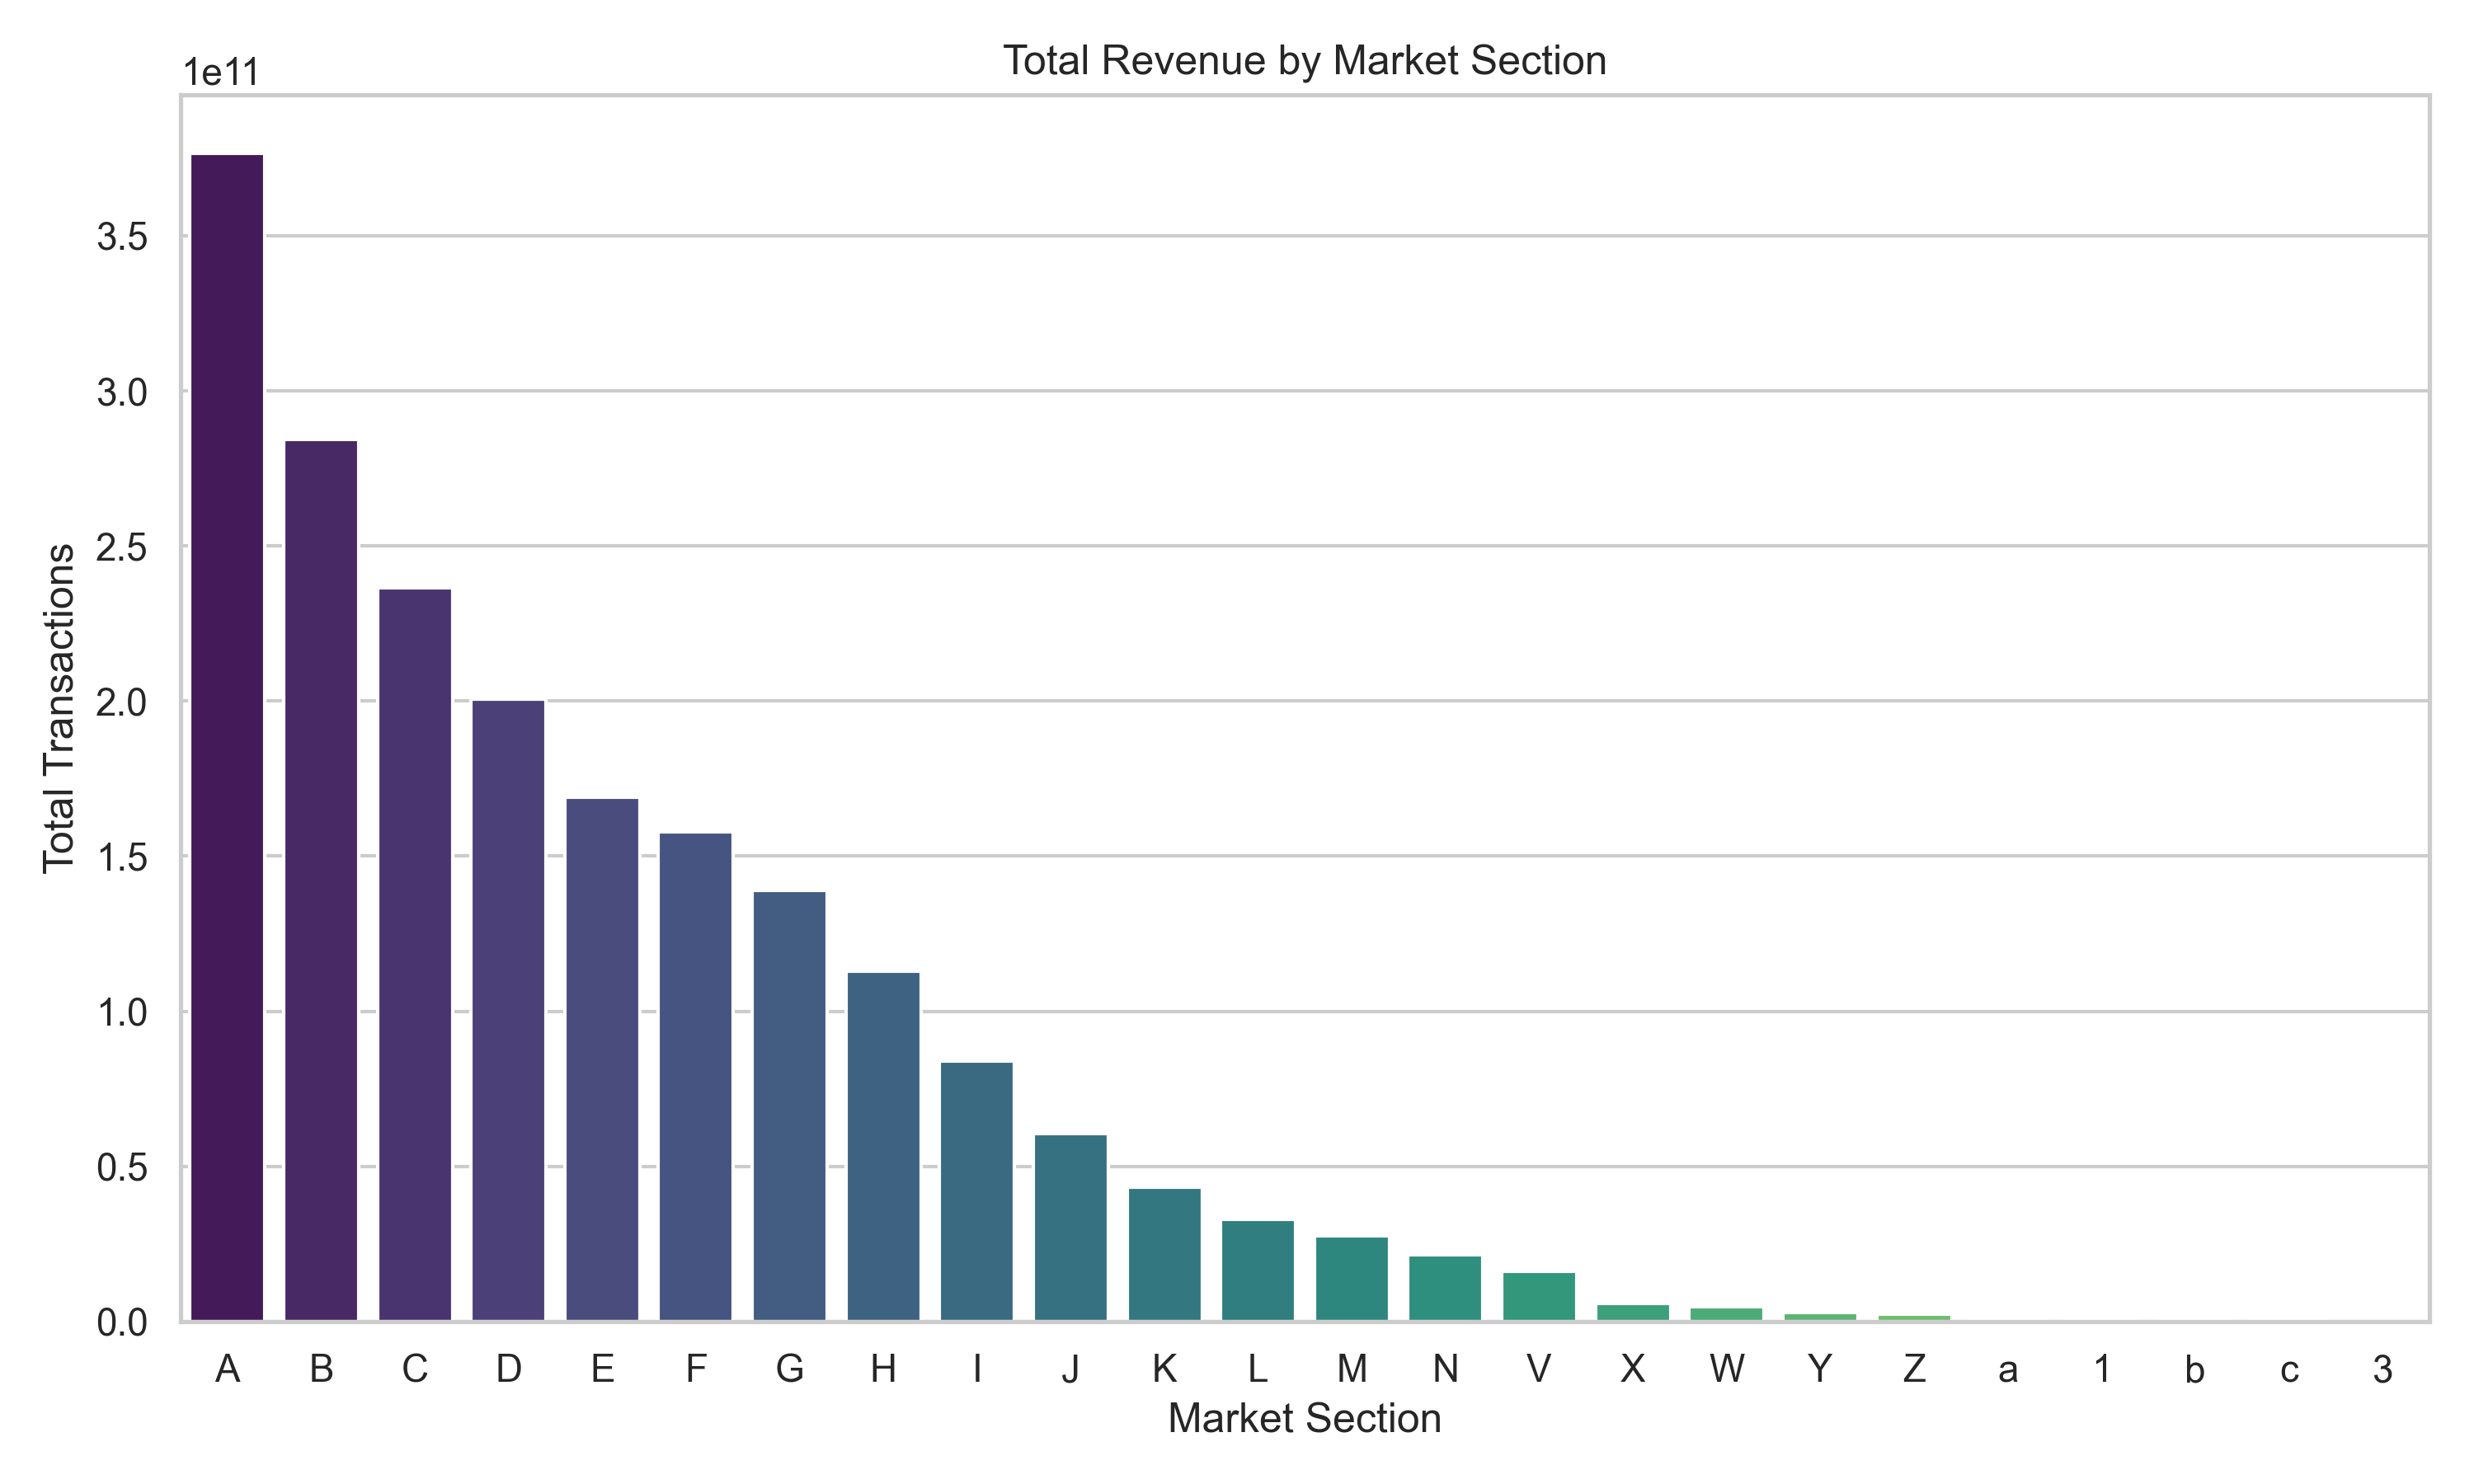 Total Revenue by Market Section
1e11
3.5
3.0
2.5
2.0
1.5
1.0
0.5
0.0
Total Transactions
A B C D E F G H I J K L M N V X W Y Z a 1 b c 3
Market Section